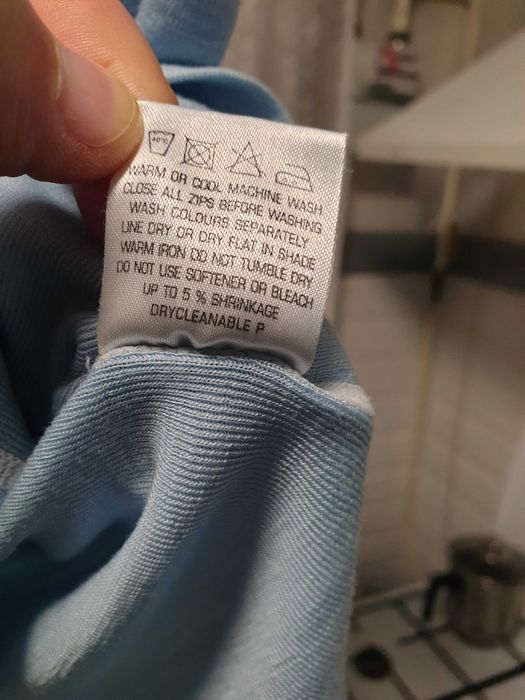 40°C
WARM OR COOL MACHINE WASH
CLOSE ALL ZIPS BEFORE WASHING
WASH COLOURS SEPARATELY
LINE DRY OR DRY FLAT IN SHADE
WARM IRON DO NOT TUMBLE DRY
DO NOT USE SOFTENER OR BLEACH
UP TO 5 % SHRINKAGE
DRYCLEANABLE P